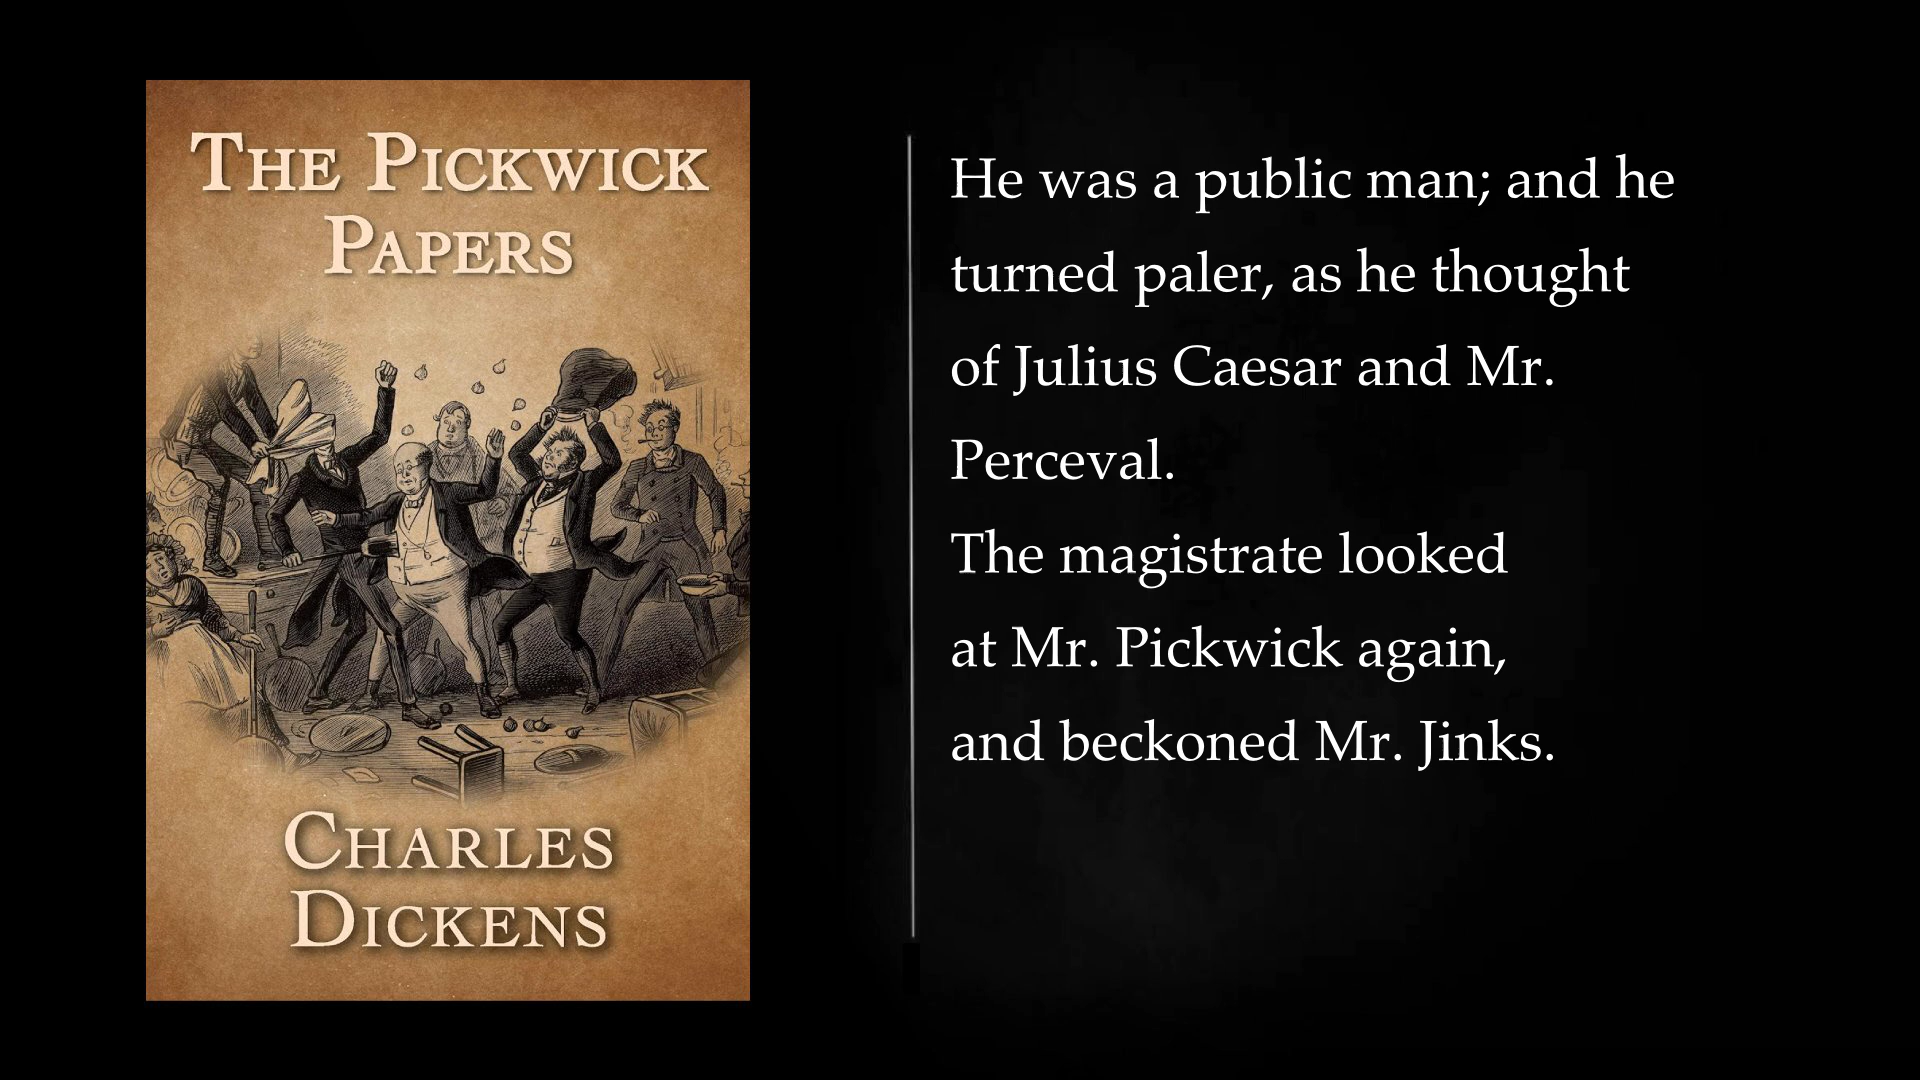 THE PICKWICK
PAPERS
CHARLES
DICKENS
He was a public man; and he
turned paler, as he thought
of Julius Caesar and Mr.
Perceval.
The magistrate looked
at Mr. Pickwick again,
and beckoned Mr. Jinks.